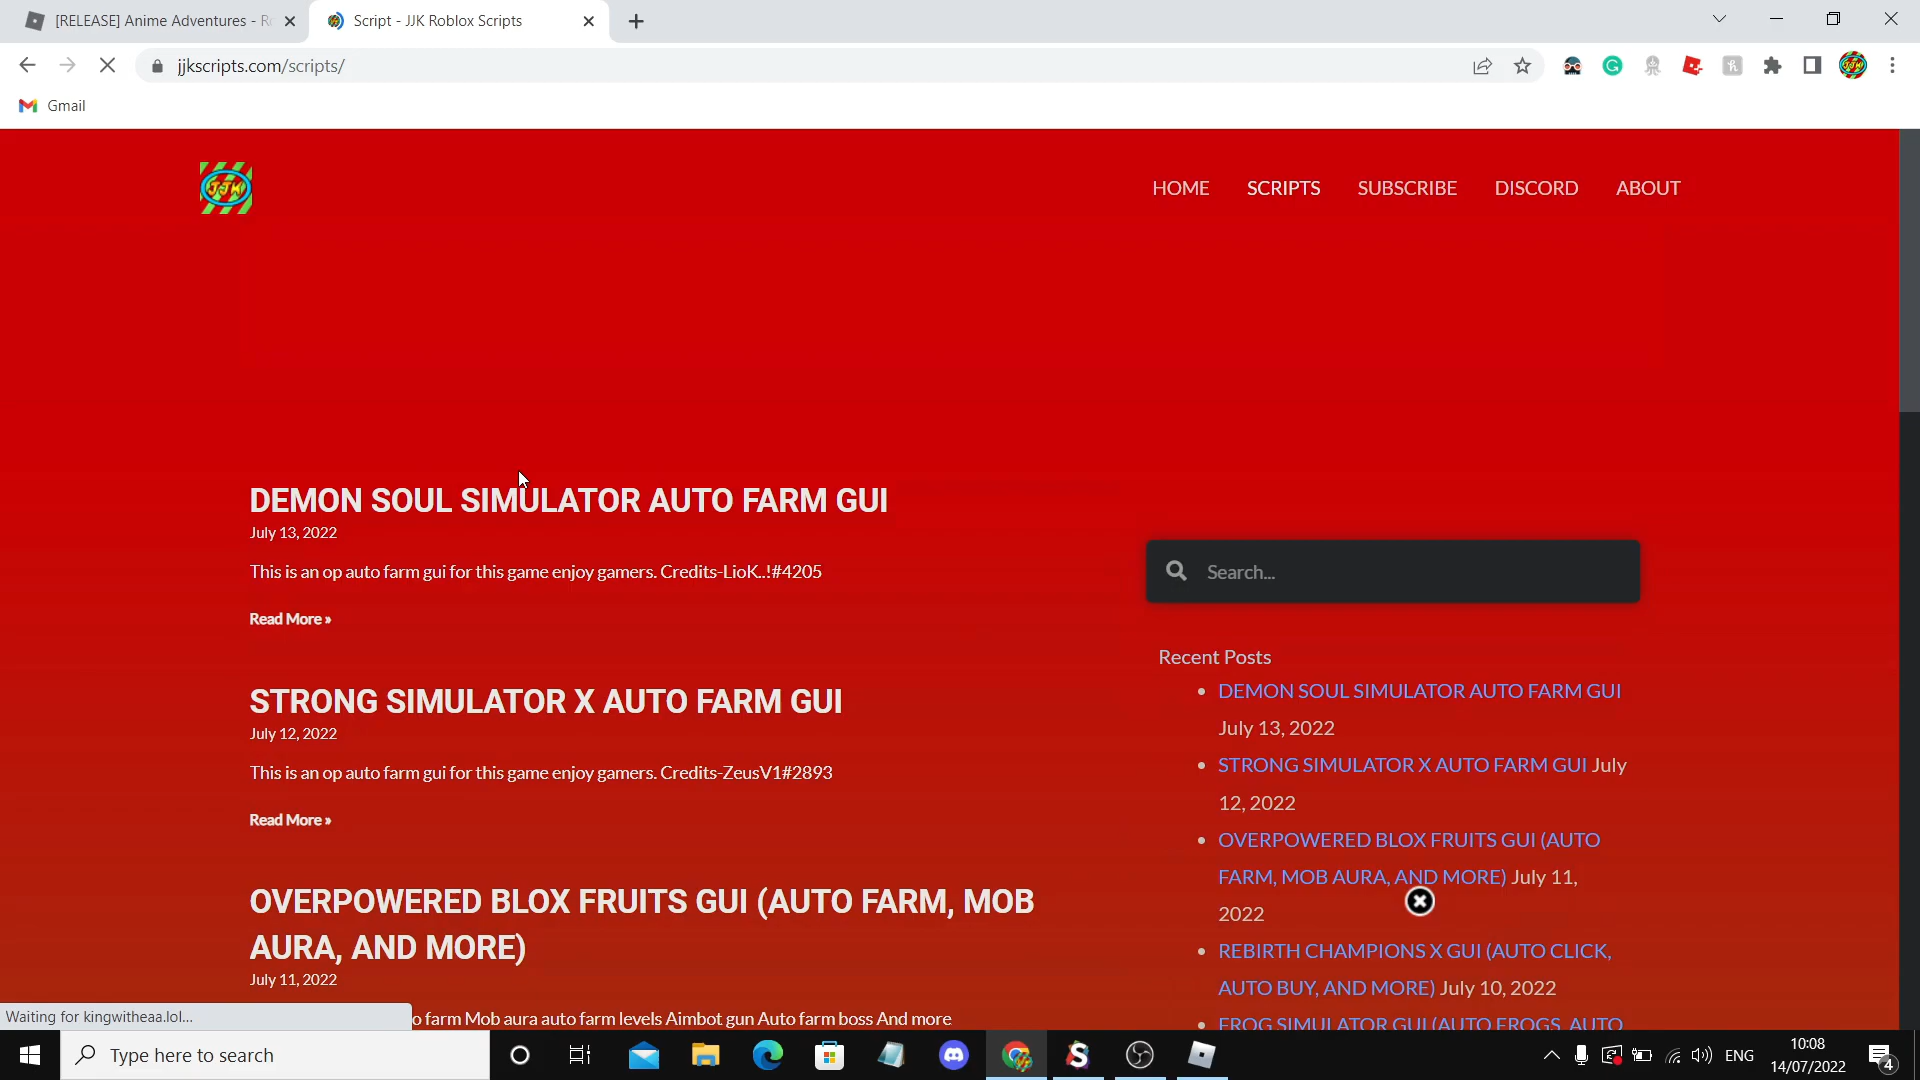 [RELEASE] Anime Adventures - Ro
Script - JJK Roblox Scripts
jjkscripts.com/scripts/
Gmail
JJK
HOME SCRIPTS SUBSCRIBE DISCORD ABOUT
DEMON SOUL SIMULATOR AUTO FARM GUI
July 13, 2022
This is an op auto farm gui for this game enjoy gamers. Credits-LioK..!#4205
Read More »
STRONG SIMULATOR X AUTO FARM GUI
July 12, 2022
This is an op auto farm gui for this game enjoy gamers. Credits-ZeusV1#2893
Read More »
OVERPOWERED BLOX FRUITS GUI (AUTO FARM, MOB
AURA, AND MORE)
July 11, 2022
o farm Mob aura auto farm levels Aimbot gun Auto farm boss And more
Search...
Recent Posts
DEMON SOUL SIMULATOR AUTO FARM GUI
July 13, 2022
STRONG SIMULATOR X AUTO FARM GUI July
12, 2022
OVERPOWERED BLOX FRUITS GUI (AUTO
FARM, MOB AURA, AND MORE) July 11,
2022
REBIRTH CHAMPIONS X GUI (AUTO CLICK,
AUTO BUY, AND MORE) July 10, 2022
FROG SIMULATOR GUI (AUTO FROGS, AUTO
Waiting for kingwitheaa.lol...
Type here to search
ENG
10:08
14/07/2022
4